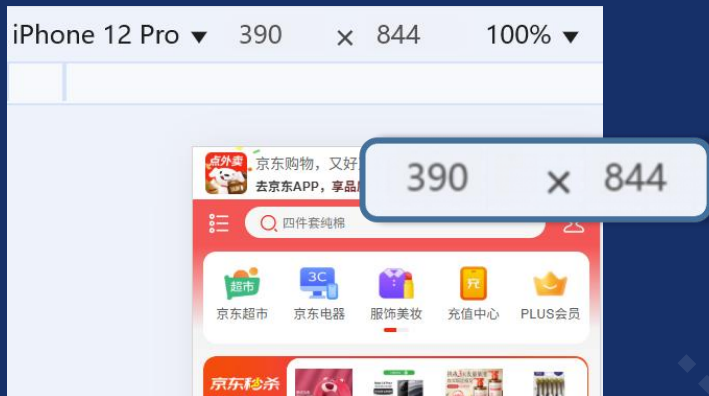 iPhone 12 Pro ▼ 390 × 844 100% ▼
点外卖
京东购物，又好
去京东APP，享品
390 × 844
四件套纯棉
3C
超市
充
京东超市 京东电器 服饰美妆 充值中心 PLUS会员
京东秒杀